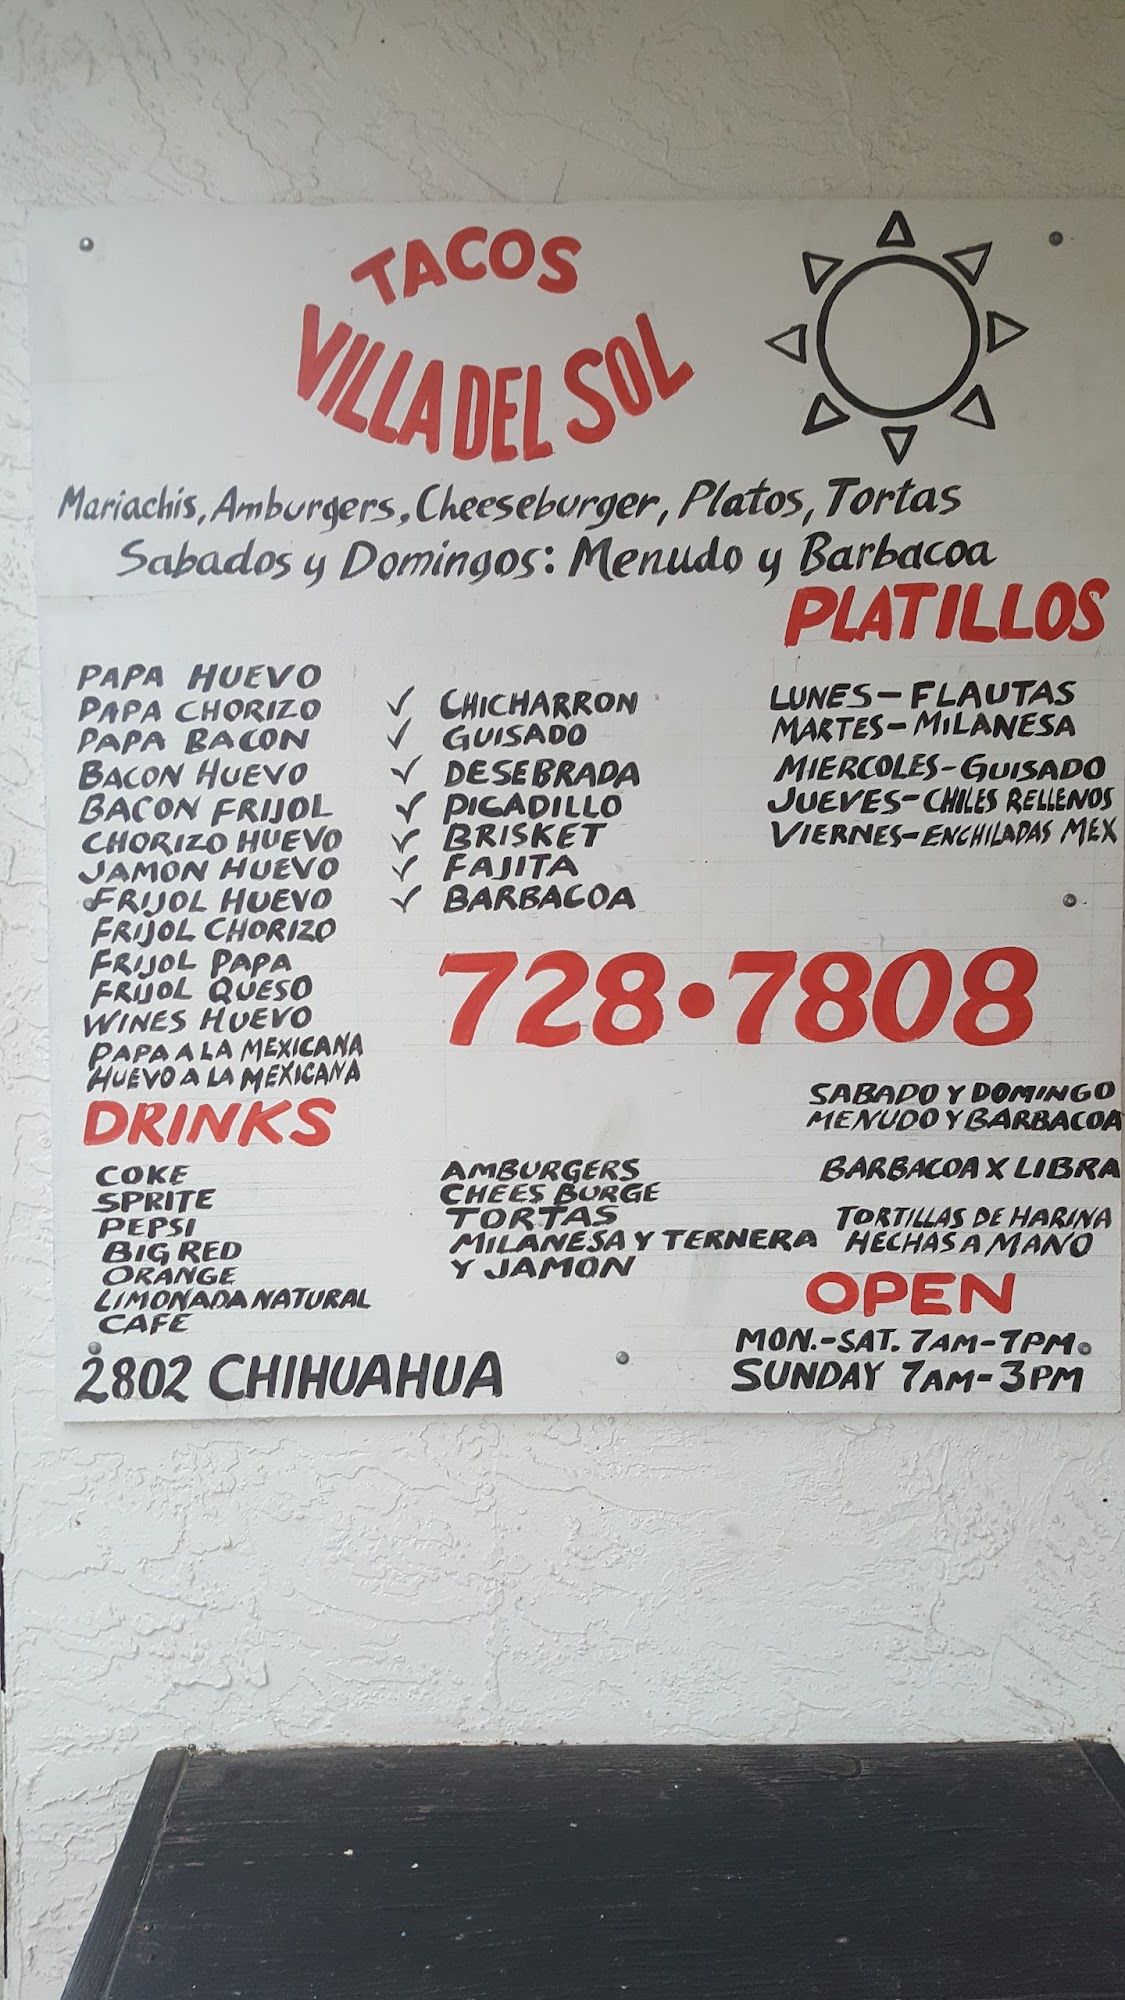 TACOS
VILLA DEL SOL
Mariachis, Amburgers, Cheeseburger, Platos, Tortas
Sabados y Domingos: Menudo y Barbacoa
PAPA HUEVO
PAPA CHORIZO
PAPA BACON
BACON HUEVO
BACON FRIJOL
CHORIZO HUEVO
JAMON HUEVO
FRIJOL HUEVO
FRIJOL CHORIZO
FRIJOL PAPA
FRIJOL QUESO
WINES HUEVO
PAPA A LA MEXICANA
HUEVO A LA MEXICANA
✓ CHICHARRON
✓ GUISADO
✓ DESEBRADA
✓ PICADILLO
✓ BRISKET
✓ FAJITA
✓ BARBACOA
PLATILLOS
LUNES-FLAUTAS
MARTES-MILANESA
MIERCOLES-GUISADO
JUEVES-CHILES RELLENOS
VIERNES-ENCHILADAS MEX
728•7808
DRINKS
COKE
SPRITE
PEPSI
BIG RED
ORANGE
LIMONADA NATURAL
CAFE
AMBURGERS
CHEES BURGE
TORTAS
MILANESA Y TERNERA
Y JAMON
SABADO Y DOMINGO
MENUDO Y BARBACOA
BARBACOA X LIBRA
TORTILLAS DE HARINA
HECHAS A MANO
OPEN
MON.-SAT. 7AM-9PM
SUNDAY 7AM-3PM
2802 CHIHUAHUA